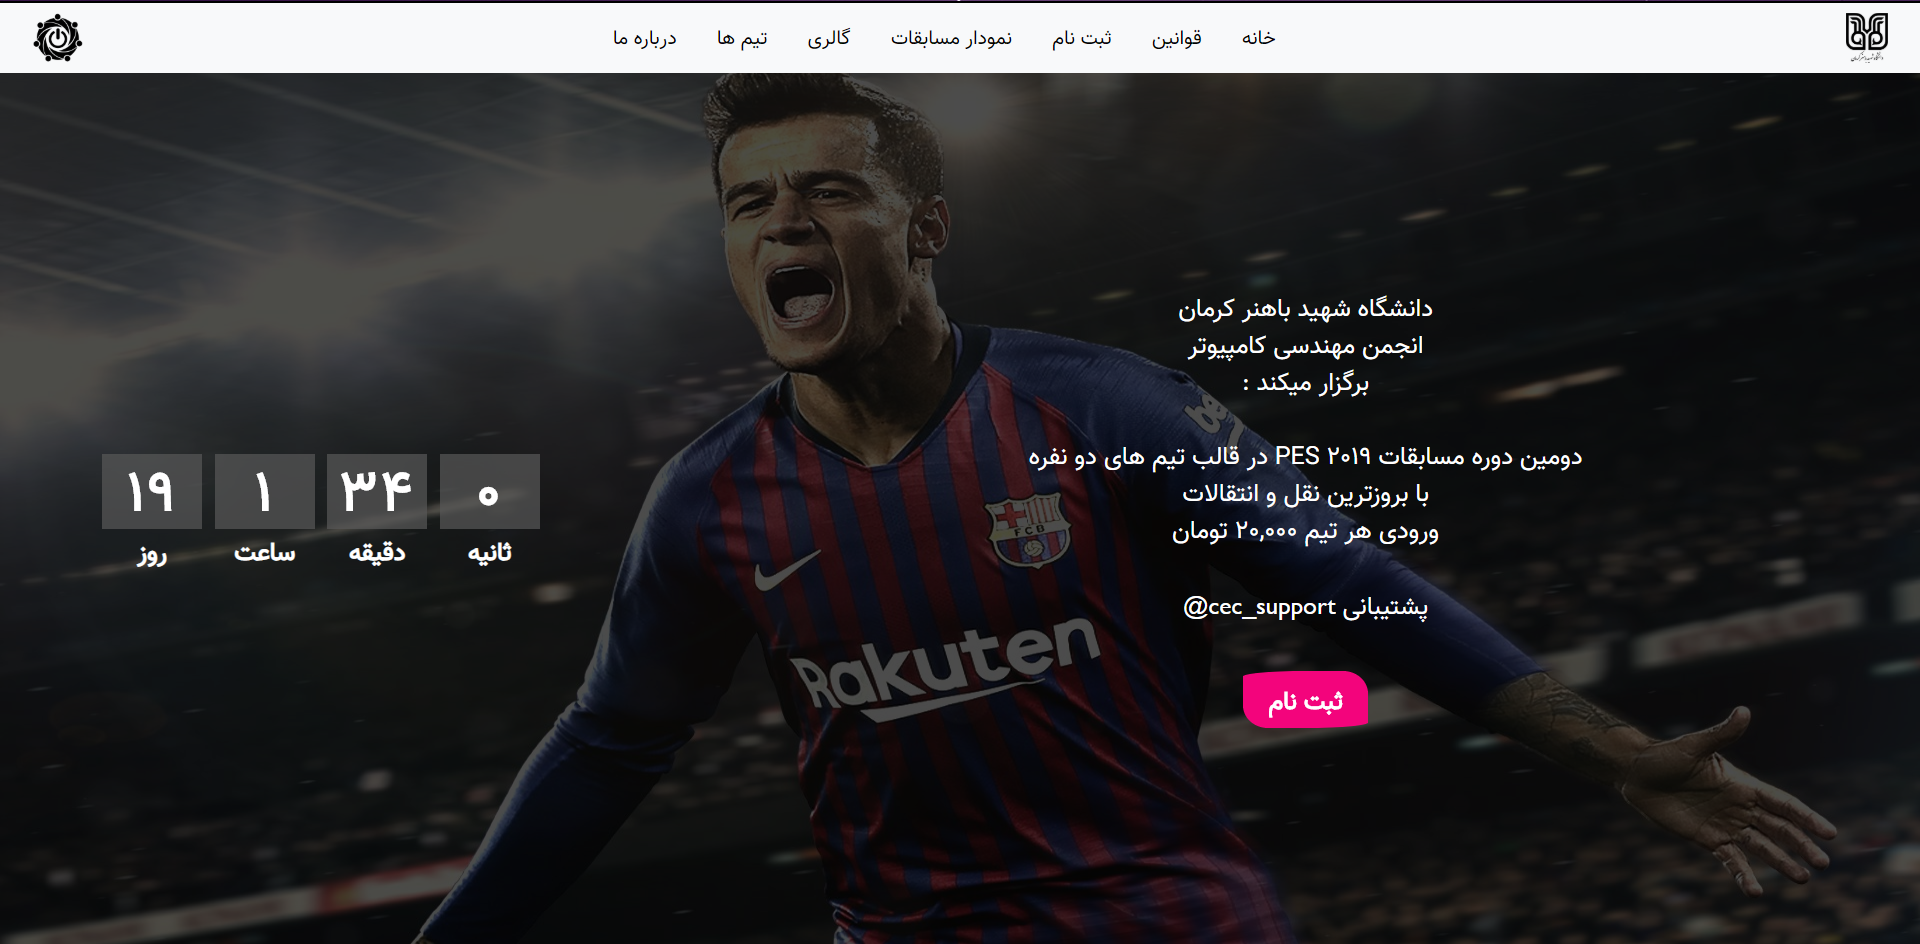 خانه
قوانین
ثبت نام
نمودار مسابقات
گالری
تیم ها
درباره ما
دانشگاه شهید باهنر کرمان
انجمن مهندسی کامپیوتر
برگزار میکند :
دومین دوره مسابقات PES ۲۰۱۹ در قالب تیم های دو نفره
با بروزترین نقل و انتقالات
ورودی هر تیم ۲۰,۰۰۰ تومان
پشتیبانی @cec_support
ثبت نام
۱۹ ۱ ۳۴ ۰
روز ساعت دقیقه ثانیه
be
FCB
Rakuten